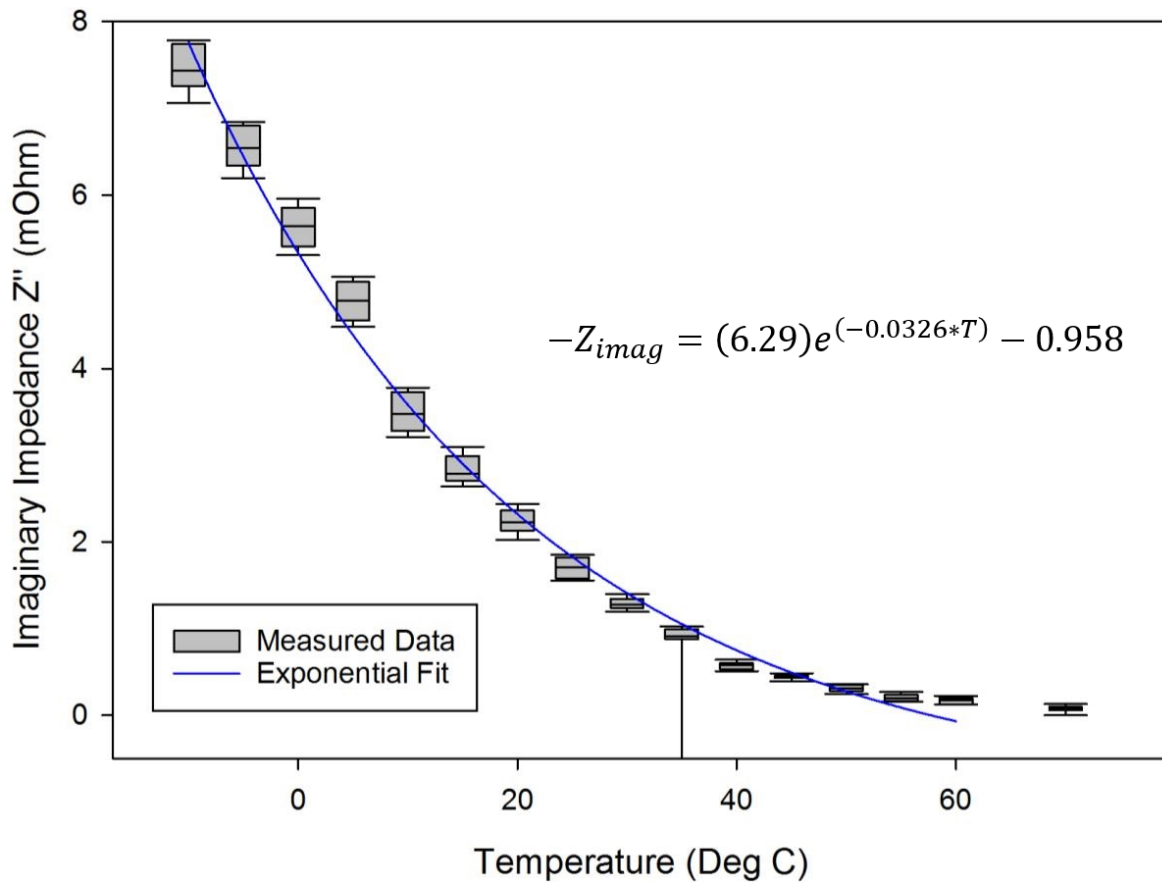 8
6
4
2
0
Imaginary Impedance Z" (mOhm)
−Z_imag = (6.29)e^(−0.0326*T) − 0.958
Measured Data
Exponential Fit
0 20 40 60
Temperature (Deg C)